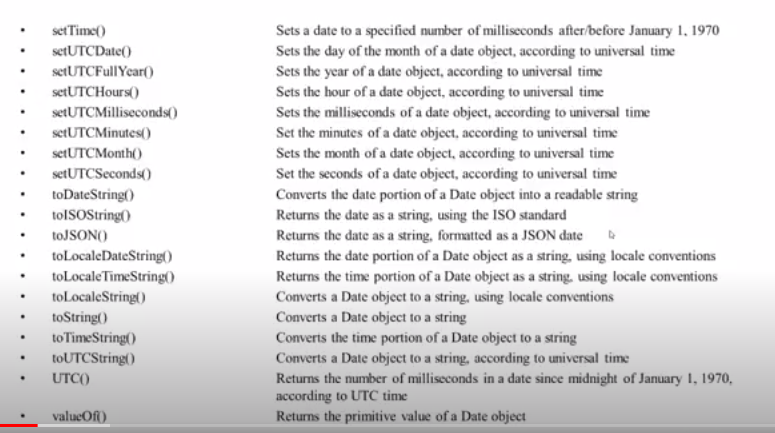 • setTime() Sets a date to a specified number of milliseconds after/before January 1, 1970
• setUTCDate() Sets the day of the month of a date object, according to universal time
• setUTCFullYear() Sets the year of a date object, according to universal time
• setUTCHours() Sets the hour of a date object, according to universal time
• setUTCMilliseconds() Sets the milliseconds of a date object, according to universal time
• setUTCMinutes() Set the minutes of a date object, according to universal time
• setUTCMonth() Sets the month of a date object, according to universal time
• setUTCSeconds() Set the seconds of a date object, according to universal time
• toDateString() Converts the date portion of a Date object into a readable string
• toISOString() Returns the date as a string, using the ISO standard
• toJSON() Returns the date as a string, formatted as a JSON date
• toLocaleDateString() Returns the date portion of a Date object as a string, using locale conventions
• toLocaleTimeString() Returns the time portion of a Date object as a string, using locale conventions
• toLocaleString() Converts a Date object to a string, using locale conventions
• toString() Converts a Date object to a string
• toTimeString() Converts the time portion of a Date object to a string
• toUTCString() Converts a Date object to a string, according to universal time
• UTC() Returns the number of milliseconds in a date since midnight of January 1, 1970,
according to UTC time
• valueOf() Returns the primitive value of a Date object